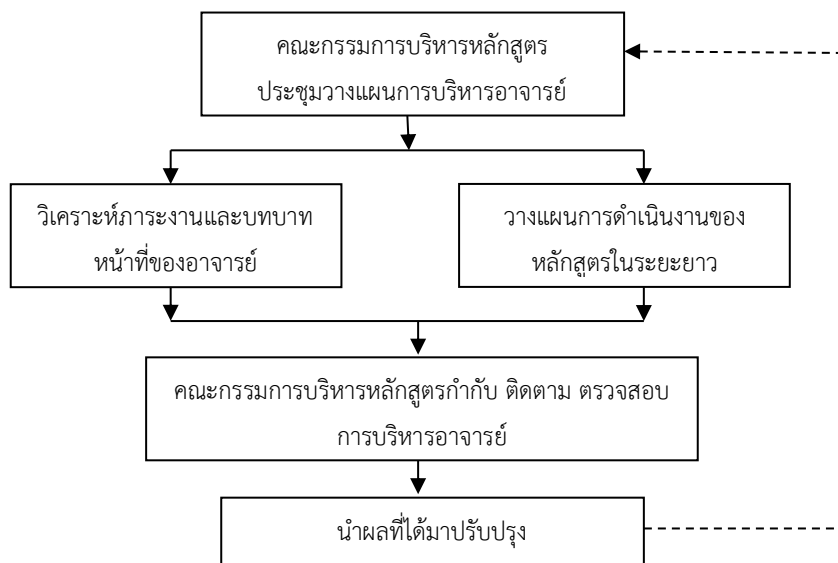 คณะกรรมการบริหารหลักสูตร
ประชุมวางแผนการบริหารอาจารย์
วิเคราะห์ภาระงานและบทบาท
หน้าที่ของอาจารย์
วางแผนการดำเนินงานของ
หลักสูตรในระยะยาว
คณะกรรมการบริหารหลักสูตรกำกับ ติดตาม ตรวจสอบ
การบริหารอาจารย์
นำผลที่ได้มาปรับปรุง